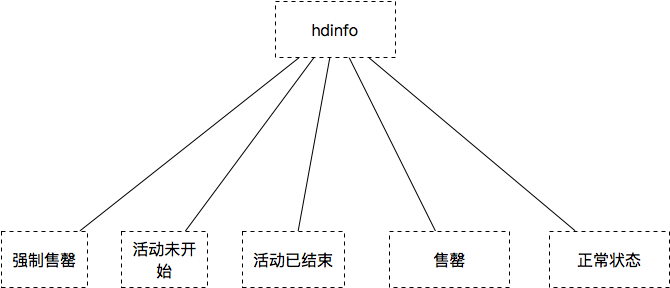 hdinfo
强制售罄
活动未开
始
活动已结束
售罄
正常状态